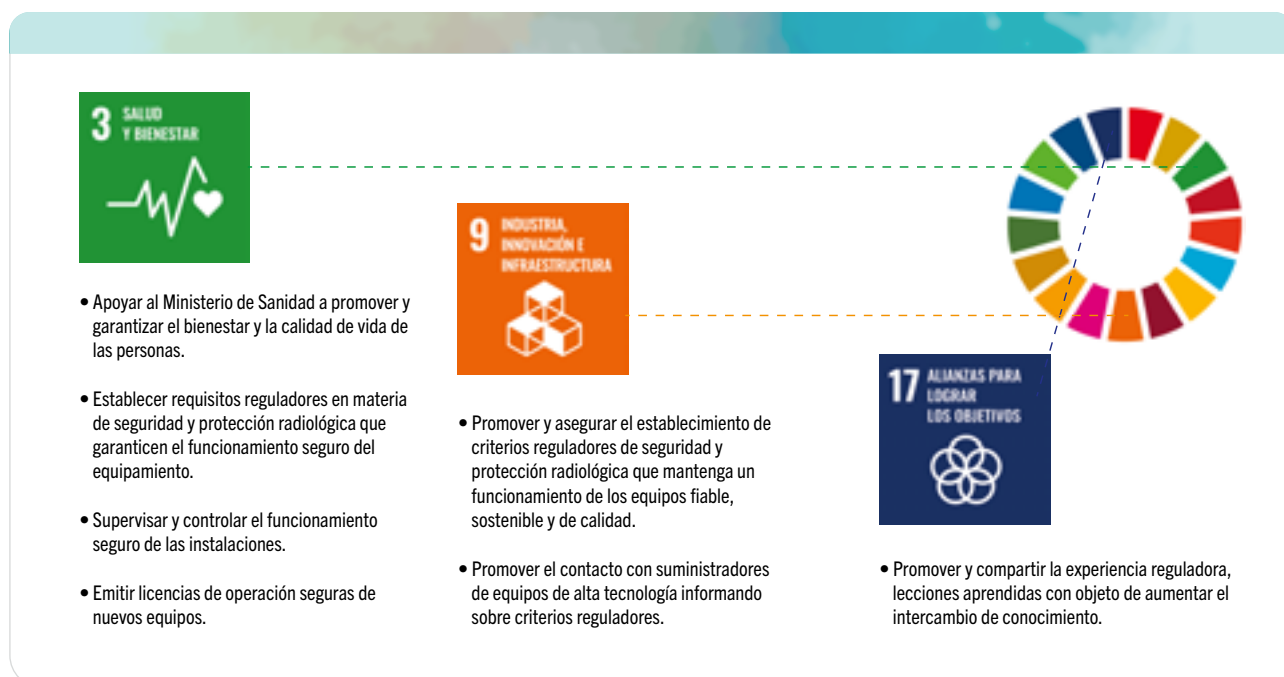 3 SALUD
Y BIENESTAR
• Apoyar al Ministerio de Sanidad a promover y
garantizar el bienestar y la calidad de vida de
las personas.
• Establecer requisitos reguladores en materia
de seguridad y protección radiológica que
garanticen el funcionamiento seguro del
equipamiento.
• Supervisar y controlar el funcionamiento
seguro de las instalaciones.
• Emitir licencias de operación seguras de
nuevos equipos.
9 INDUSTRIA,
INNOVACIÓN E
INFRAESTRUCTURA
• Promover y asegurar el establecimiento de
criterios reguladores de seguridad y
protección radiológica que mantenga un
funcionamiento de los equipos fiable,
sostenible y de calidad.
• Promover el contacto con suministradores
de equipos de alta tecnología informando
sobre criterios reguladores.
17 ALIANZAS PARA
LOGRAR
LOS OBJETIVOS
• Promover y compartir la experiencia reguladora,
lecciones aprendidas con objeto de aumentar el
intercambio de conocimiento.